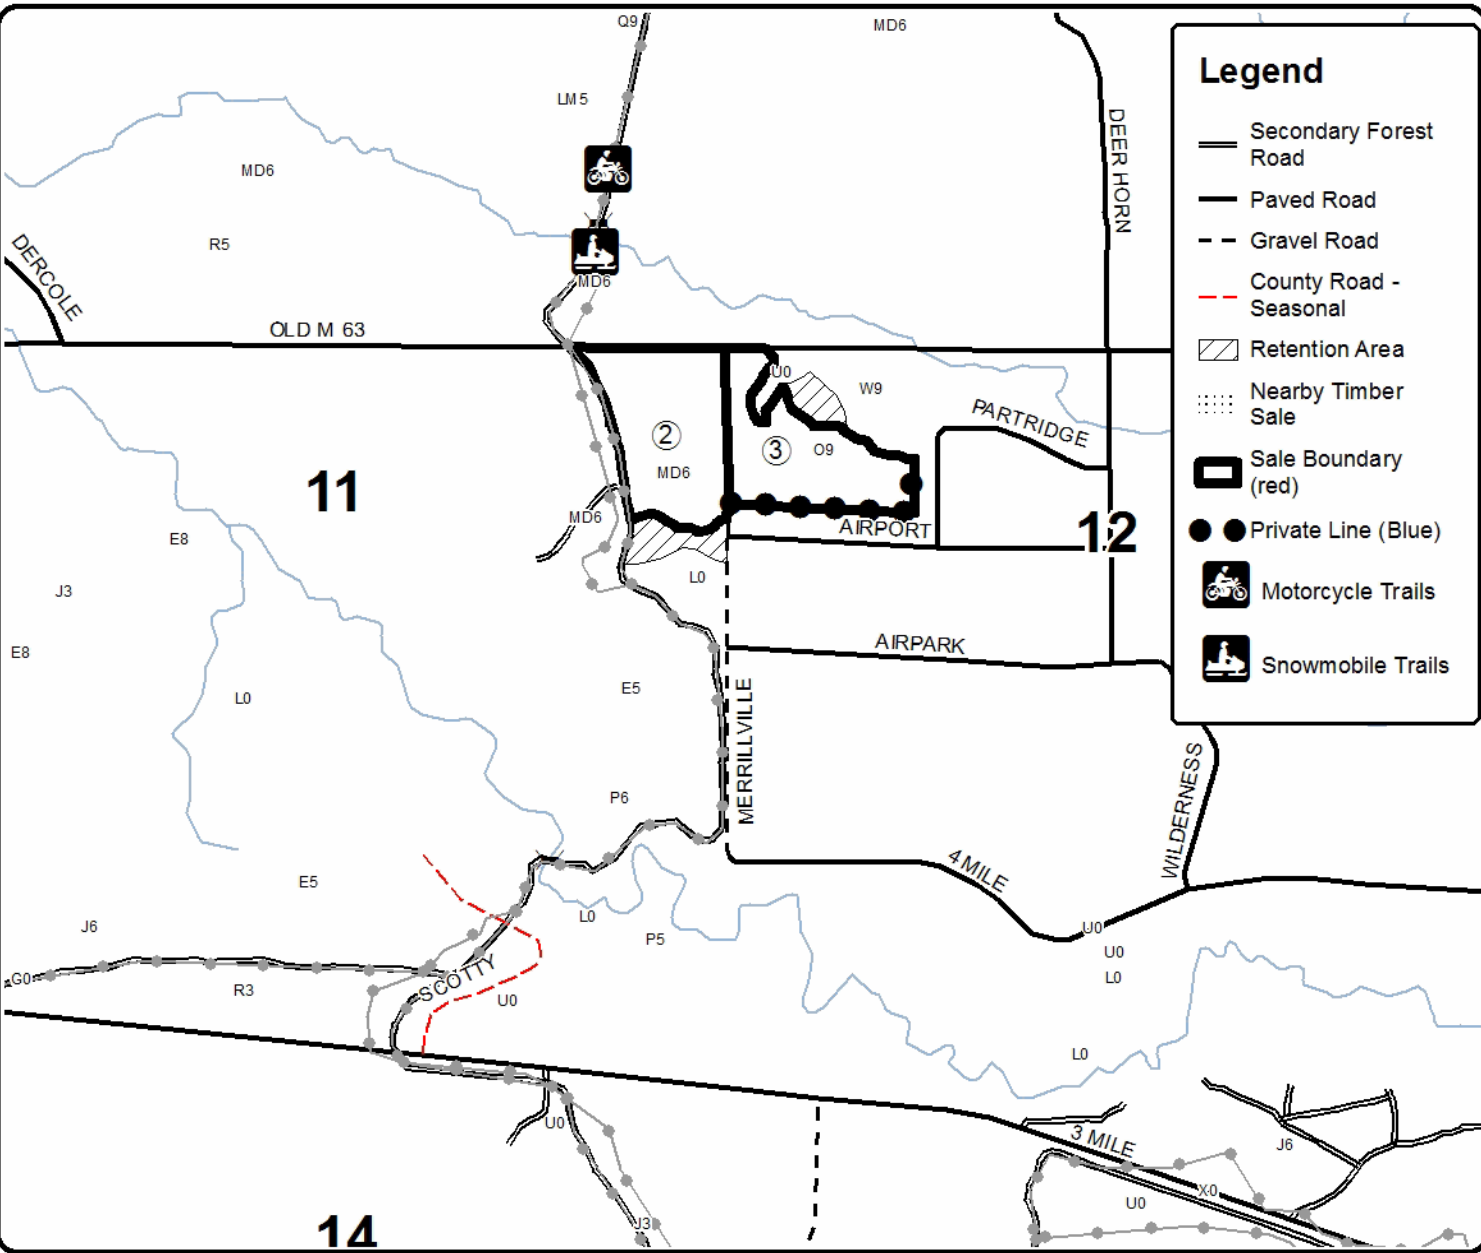 Q9
MD6
LM5
MD6
R5
DERCOLE
OLD M 63
MD6
DEER HORN
U0
W9
PARTRIDGE
2
3
O9
MD6
11
MD6
AIRPORT
12
E8
L0
J3
E8
AIRPARK
L0
E5
MERRILLVILLE
P6
WILDERNESS
4 MILE
E5
L0
J6
P5
U0
U0
L0
G0
SCOTTY
R3
U0
L0
U0
3 MILE
J6
X0
U0
J3
14
Legend
Secondary Forest
Road
Paved Road
Gravel Road
County Road -
Seasonal
Retention Area
Nearby Timber
Sale
Sale Boundary
(red)
Private Line (Blue)
Motorcycle Trails
Snowmobile Trails